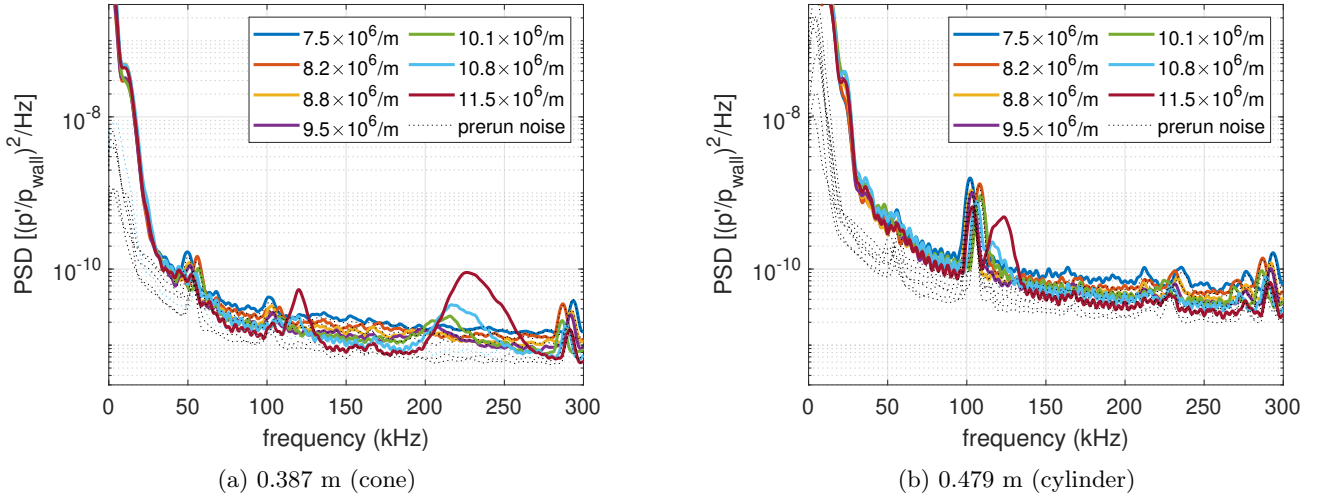 PSD [(p'/p_wall)^2/Hz]
10^-8
10^-10
7.5×10^6/m
8.2×10^6/m
8.8×10^6/m
9.5×10^6/m
10.1×10^6/m
10.8×10^6/m
11.5×10^6/m
prerun noise
0 50 100 150 200 250 300
frequency (kHz)
(a) 0.387 m (cone)
PSD [(p'/p_wall)^2/Hz]
10^-8
10^-10
7.5×10^6/m
8.2×10^6/m
8.8×10^6/m
9.5×10^6/m
10.1×10^6/m
10.8×10^6/m
11.5×10^6/m
prerun noise
0 50 100 150 200 250 300
frequency (kHz)
(b) 0.479 m (cylinder)